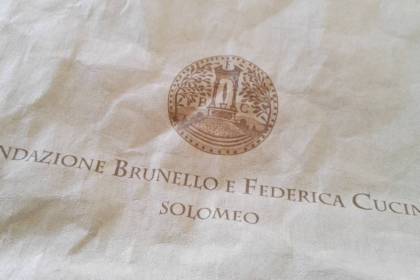 B C
NDAZIONE BRUNELLO E FEDERICA CUCIN
SOLOMEO